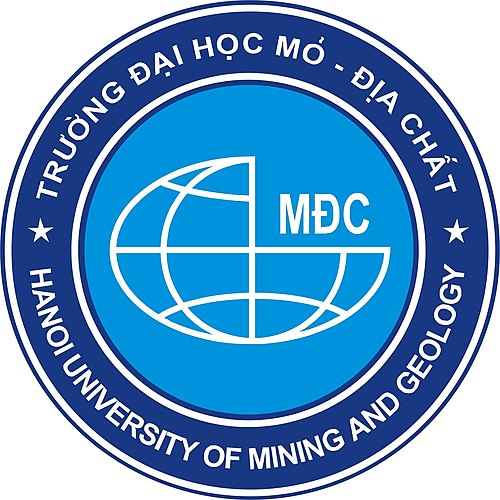 TRƯỜNG ĐẠI HỌC MỎ - ĐỊA CHẤT
MĐC
HANOI UNIVERSITY OF MINING AND GEOLOGY